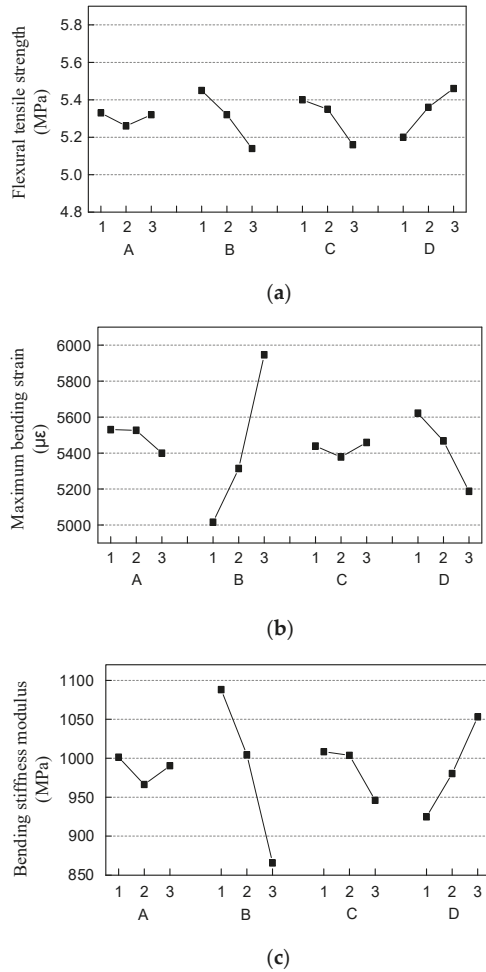 Flexural tensile strength
(MPa)
5.8
5.6
5.4
5.2
5.0
4.8
1 2 3 1 2 3 1 2 3 1 2 3
A B C D
(a)
Maximum bending strain
(με)
6000
5800
5600
5400
5200
5000
1 2 3 1 2 3 1 2 3 1 2 3
A B C D
(b)
Bending stiffness modulus
(MPa)
1100
1050
1000
950
900
850
1 2 3 1 2 3 1 2 3 1 2 3
A B C D
(c)